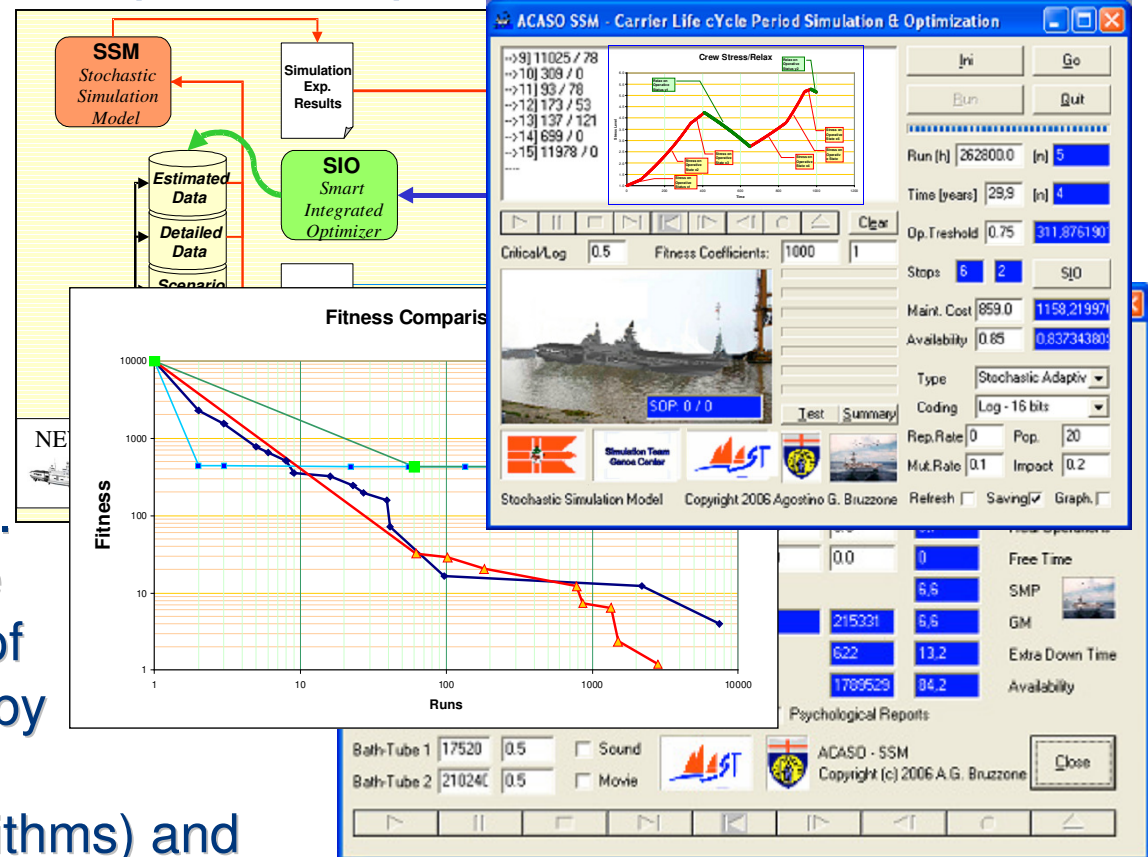 SSM
Stochastic
Simulation
Model
Simulation
Exp.
Results
SIO
Smart
Integrated
Optimizer
Estimated
Data
Detailed
Data
Scenario
Fitness Comparis
Fitness
10000
1000
100
10
1
1 10 100 1000 10000
Runs
of
by
ithms) and
ACASO SSM - Carrier Life cYcle Period Simulation & Optimization
-->9] 11025 / 78
-->10] 309 / 0
-->11] 93 / 78
-->12] 173 / 53
-->13] 137 / 121
-->14] 699 / 0
-->15] 11978 / 0
Crew Stress/Relax
Time
Ini Go
Run Quit
Run [h] 262800.0 [n] 5
Time [years] 29,9 [n] 4
Clear
Op.Treshold 0.75
Critical/Log 0.5 Fitness Coefficients: 1000 1
Stops 6 2 SIO
Maint. Cost 859.0
Availability 0.85
Type Stochastic Adaptiv
Coding Log - 16 bits
SOP: 0 / 0
Test Summary
Rep.Rate 0 Pop. 20
Mut.Rate 0.1 Impact 0.2
Simulation Team
Genoa Center
Stochastic Simulation Model Copyright 2006 Agostino G. Bruzzone Refresh Saving Graph.
0.0 0 Free Time
6,6 SMP
215331 6,6 GM
622 13,2 Extra Down Time
1789529 84,2 Availability
Psychological Reports
Bath-Tube 1 17520 0.5 Sound
Bath-Tube 2 0.5 Movie
ACASO - SSM
Copyright (c) 2006 A.G. Bruzzone
Close